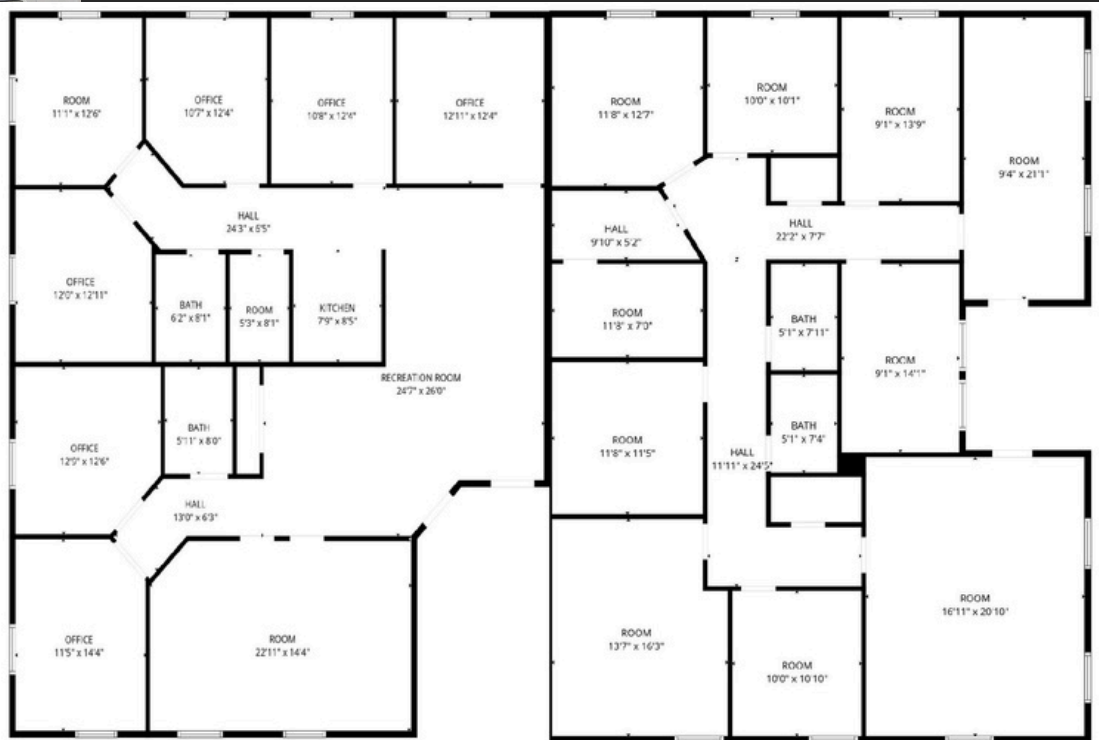 ROOM
11'1" x 12'6"
OFFICE
10'7" x 12'4"
OFFICE
10'8" x 12'4"
OFFICE
12'11" x 12'4"
ROOM
11'8" x 12'7"
ROOM
10'0" x 10'1"
ROOM
9'1" x 13'9"
ROOM
9'4" x 21'1"
HALL
24'3" x 5'5"
HALL
9'10" x 5'2"
HALL
22'2" x 7'7"
OFFICE
12'0" x 12'11"
BATH
6'2" x 8'1"
ROOM
5'3" x 8'1"
KITCHEN
7'9" x 8'5"
ROOM
11'8" x 7'0"
BATH
5'1" x 7'11"
ROOM
9'1" x 14'1"
RECREATION ROOM
24'7" x 26'0"
OFFICE
12'5" x 12'6"
BATH
5'11" x 8'0"
ROOM
11'8" x 11'5"
BATH
5'1" x 7'4"
HALL
11'11" x 24'5"
HALL
13'0" x 6'3"
OFFICE
11'5" x 14'4"
ROOM
22'11" x 14'4"
ROOM
13'7" x 16'3"
ROOM
10'0" x 10'10"
ROOM
16'11" x 20'10"